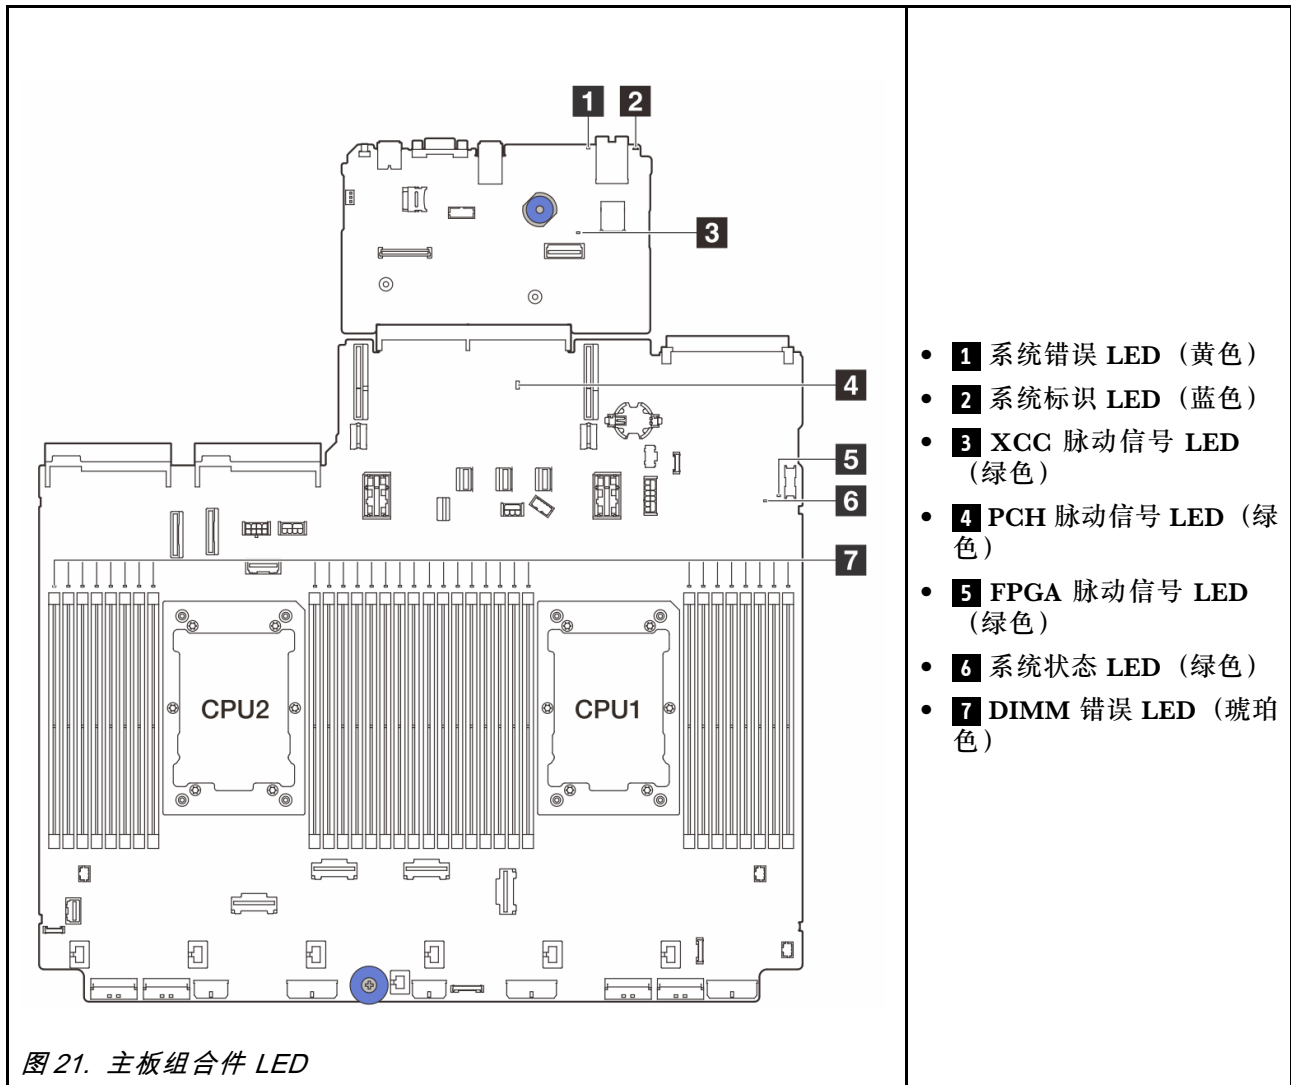 1
2
3
4
5
6
7
CPU2
CPU1
图 21. 主板组合件 LED
• 1 系统错误 LED（黄色）
• 2 系统标识 LED（蓝色）
• 3 XCC 脉动信号 LED
（绿色）
• 4 PCH 脉动信号 LED（绿
色）
• 5 FPGA 脉动信号 LED
（绿色）
• 6 系统状态 LED（绿色）
• 7 DIMM 错误 LED（琥珀
色）